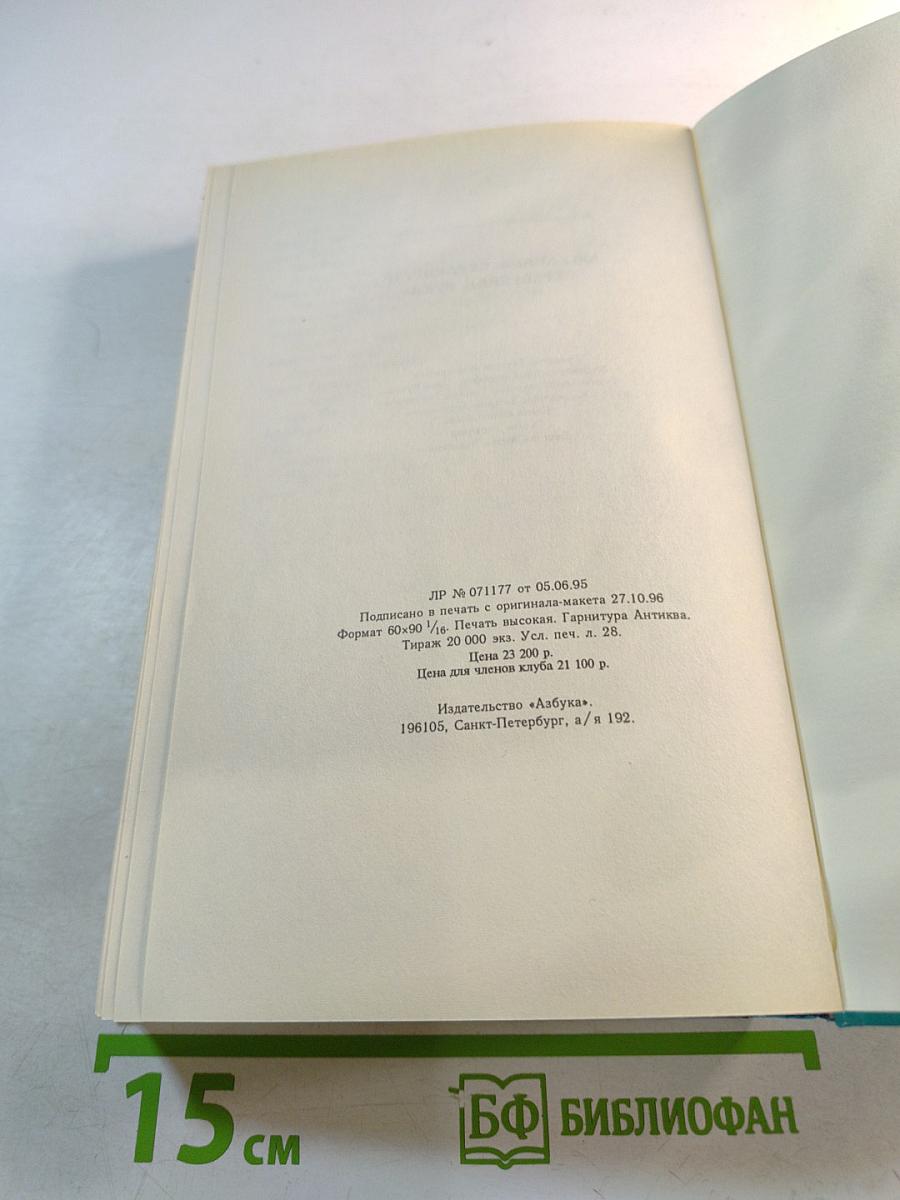 ЛР № 071177 от 05.06.95
Подписано в печать с оригинала-макета 27.10.96
Формат 60×90 1/16. Печать высокая. Гарнитура Антиква.
Тираж 20 000 экз. Усл. печ. л. 28.
Цена 23 200 р.
Цена для членов клуба 21 100 р.
Издательство «Азбука».
196105, Санкт-Петербург, а/я 192.
15 см
БФ БИБЛИОФАН